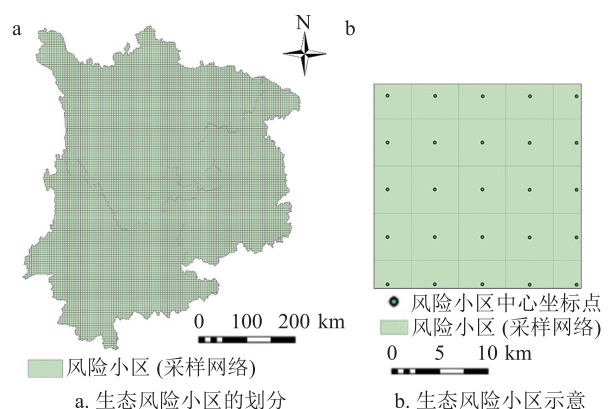 a
N
b
0 100 200 km
风险小区 (采样网络)
a. 生态风险小区的划分
风险小区中心坐标点
风险小区 (采样网络)
0 5 10 km
b. 生态风险小区示意